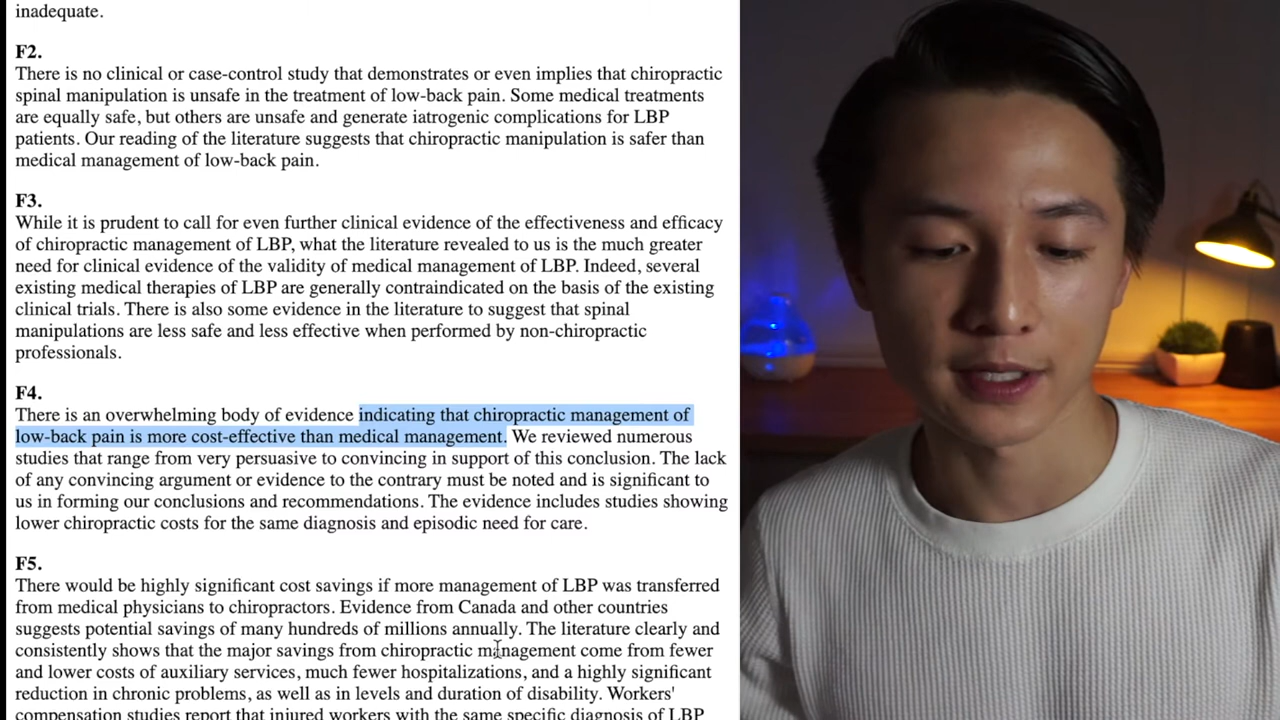 inadequate.
F2.
There is no clinical or case-control study that demonstrates or even implies that chiropractic
spinal manipulation is unsafe in the treatment of low-back pain. Some medical treatments
are equally safe, but others are unsafe and generate iatrogenic complications for LBP
patients. Our reading of the literature suggests that chiropractic manipulation is safer than
medical management of low-back pain.
F3.
While it is prudent to call for even further clinical evidence of the effectiveness and efficacy
of chiropractic management of LBP, what the literature revealed to us is the much greater
need for clinical evidence of the validity of medical management of LBP. Indeed, several
existing medical therapies of LBP are generally contraindicated on the basis of the existing
clinical trials. There is also some evidence in the literature to suggest that spinal
manipulations are less safe and less effective when performed by non-chiropractic
professionals.
F4.
There is an overwhelming body of evidence indicating that chiropractic management of
low-back pain is more cost-effective than medical management. We reviewed numerous
studies that range from very persuasive to convincing in support of this conclusion. The lack
of any convincing argument or evidence to the contrary must be noted and is significant to
us in forming our conclusions and recommendations. The evidence includes studies showing
lower chiropractic costs for the same diagnosis and episodic need for care.
F5.
There would be highly significant cost savings if more management of LBP was transferred
from medical physicians to chiropractors. Evidence from Canada and other countries
suggests potential savings of many hundreds of millions annually. The literature clearly and
consistently shows that the major savings from chiropractic management come from fewer
and lower costs of auxiliary services, much fewer hospitalizations, and a highly significant
reduction in chronic problems, as well as in levels and duration of disability. Workers'
compensation studies report that injured workers with the same specific diagnosis of LBP